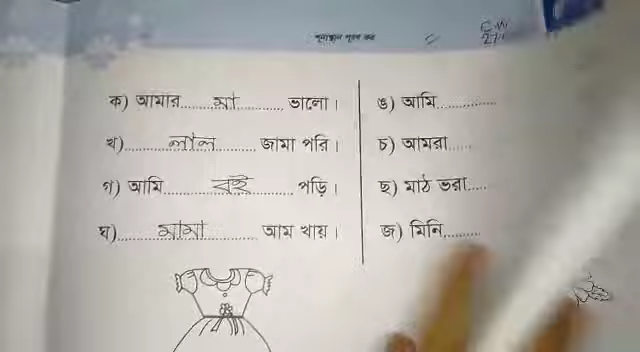 শূন্যস্থান পূরণ কর
ক) আমার.....মা.....ভালো।
খ).....লাল.....জামা পরি।
গ) আমি.....বই.....পড়ি।
ঘ).....মামা.....আম খায়।
ঙ) আমি.....
চ) আমরা.....
ছ) মাঠ ভরা.....
জ) মিনি.....